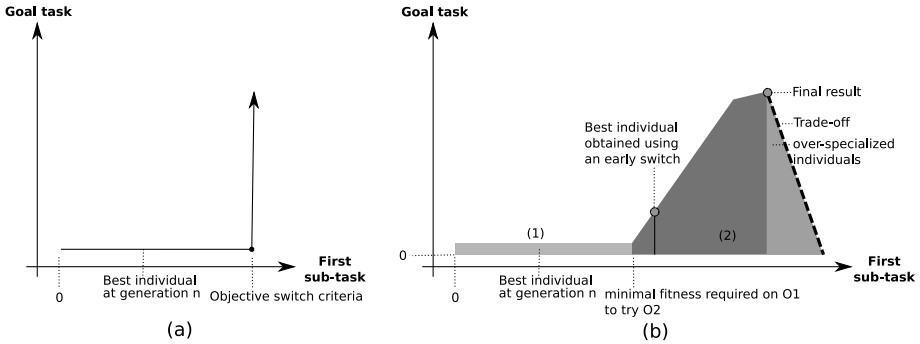 Goal task
First
sub-task
0
Best individual
at generation n
Objective switch criteria
(a)
Goal task
Final result
Trade-off
over-specialized
individuals
Best individual
obtained using
an early switch
(1)
(2)
0
First
sub-task
0
Best individual
at generation n
minimal fitness required on O1
to try O2
(b)